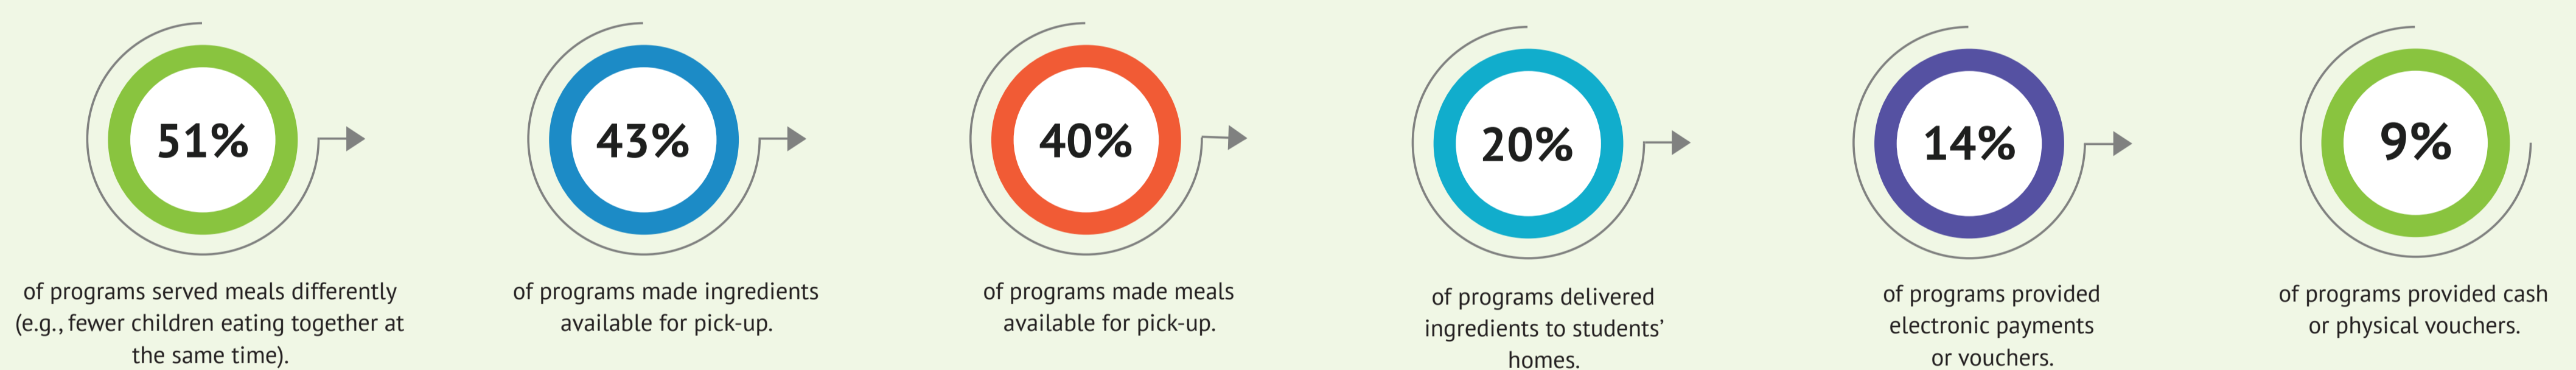 51%
of programs served meals differently
(e.g., fewer children eating together at
the same time).
43%
of programs made ingredients
available for pick-up.
40%
of programs made meals
available for pick-up.
20%
of programs delivered
ingredients to students’
homes.
14%
of programs provided
electronic payments
or vouchers.
9%
of programs provided cash
or physical vouchers.